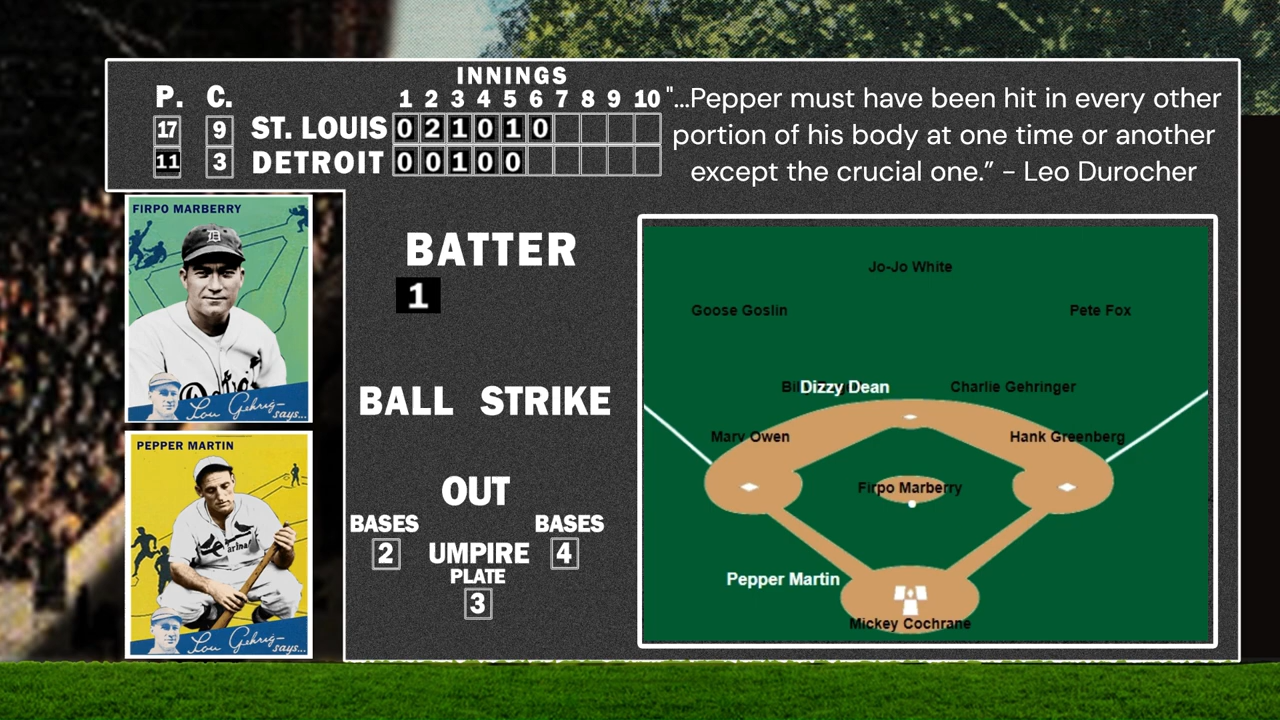 INNINGS
P. C. 1 2 3 4 5 6 7 8 9 10
17 9 ST. LOUIS 0 2 1 0 1 0
11 3 DETROIT 0 0 1 0 0
"...Pepper must have been hit in every other
portion of his body at one time or another
except the crucial one.” – Leo Durocher
FIRPO MARBERRY
D
Lou Gehrig–
says...
PEPPER MARTIN
Lou Gehrig–
says...
BATTER
1
BALL STRIKE
OUT
BASES BASES
2 UMPIRE 4
PLATE
3
Jo-Jo White
Goose Goslin Pete Fox
Dizzy Dean Charlie Gehringer
Marv Owen Hank Greenberg
Firpo Marberry
Pepper Martin
Mickey Cochrane